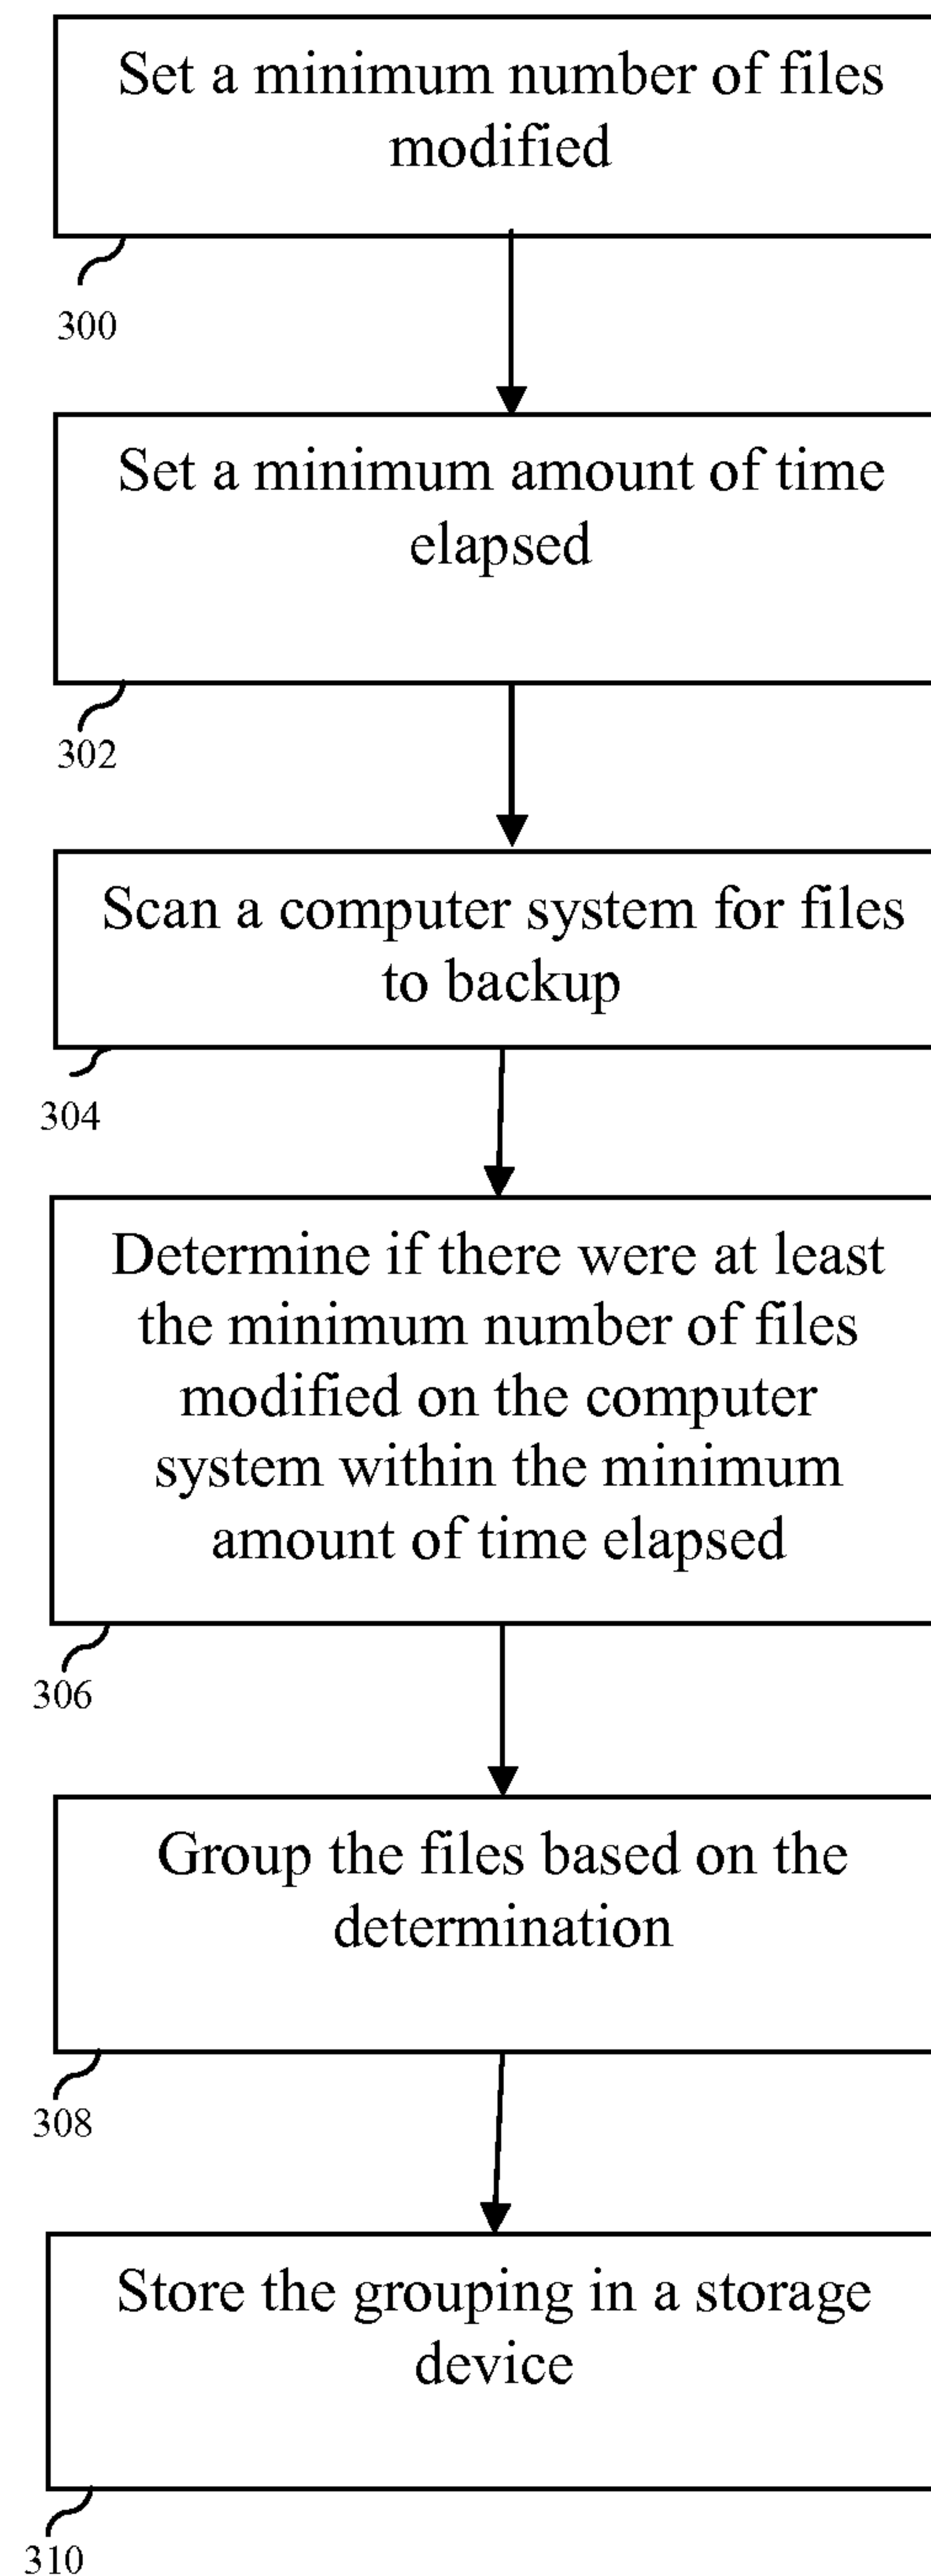 Set a minimum number of files
modified
300
Set a minimum amount of time
elapsed
302
Scan a computer system for files
to backup
304
Determine if there were at least
the minimum number of files
modified on the computer
system within the minimum
amount of time elapsed
306
Group the files based on the
determination
308
Store the grouping in a storage
device
310